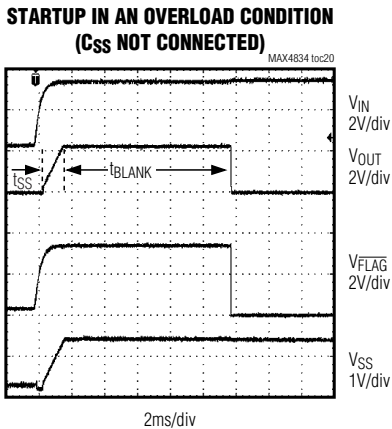 STARTUP IN AN OVERLOAD CONDITION
(CSS NOT CONNECTED)
MAX4834 toc20
VIN
2V/div
VOUT
2V/div
tSS
tBLANK
VFLAG
2V/div
VSS
1V/div
2ms/div